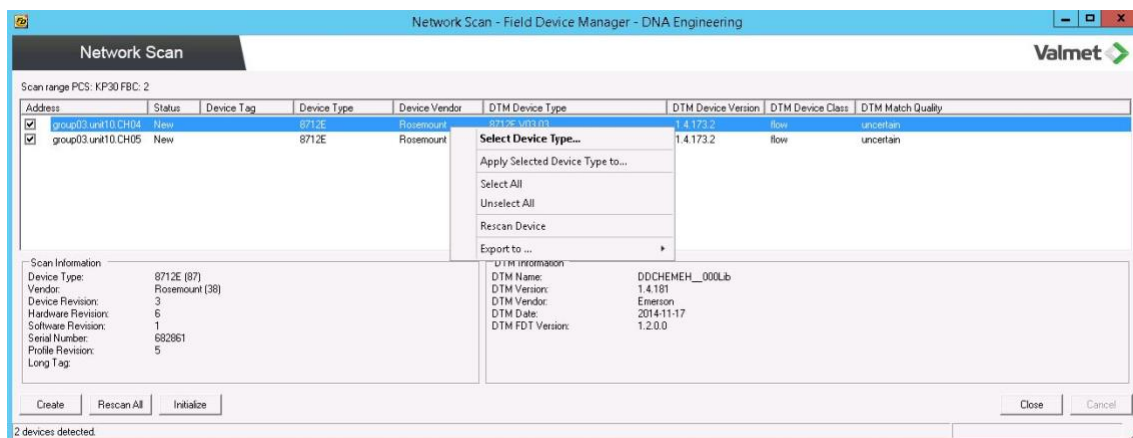 Network Scan - Field Device Manager - DNA Engineering
Network Scan
Valmet
Scan range PCS: KP30 FBC: 2
Address Status Device Tag Device Type Device Vendor DTM Device Type DTM Device Version DTM Device Class DTM Match Quality
group03.unit10.CH04 New 8712E Rosemount 8712E V03.03 1.4.173.2 flow uncertain
group03.unit10.CH05 New 8712E Rosemount 1.4.173.2 flow uncertain
Select Device Type...
Apply Selected Device Type to...
Select All
Unselect All
Rescan Device
Export to ...
Scan Information
Device Type: 8712E (87)
Vendor: Rosemount (38)
Device Revision: 3
Hardware Revision: 6
Software Revision: 1
Serial Number: 682861
Profile Revision: 5
Long Tag:
DTM Information
DTM Name: DDCHEMEH__000Lib
DTM Version: 1.4.181
DTM Vendor: Emerson
DTM Date: 2014-11-17
DTM FDT Version: 1.2.0.0
Create Rescan All Initialize Close Cancel
2 devices detected.